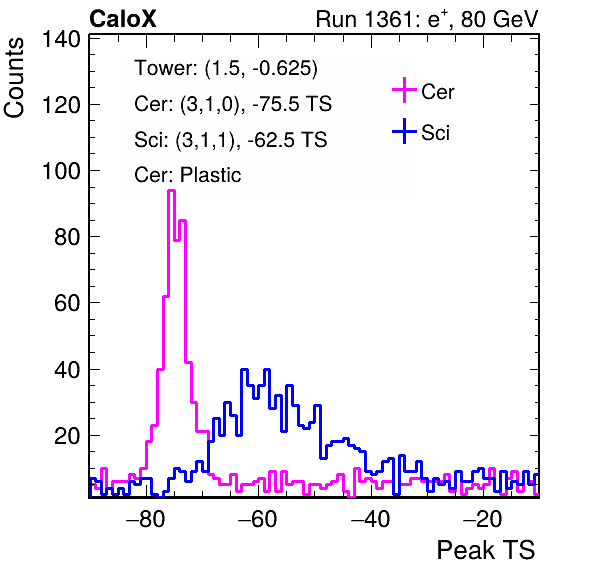 CaloX Run 1361: e⁺, 80 GeV
Counts
140
120
100
80
60
40
20
Tower: (1.5, -0.625)
Cer: (3,1,0), -75.5 TS
Sci: (3,1,1), -62.5 TS
Cer: Plastic
Cer
Sci
−80 −60 −40 −20
Peak TS